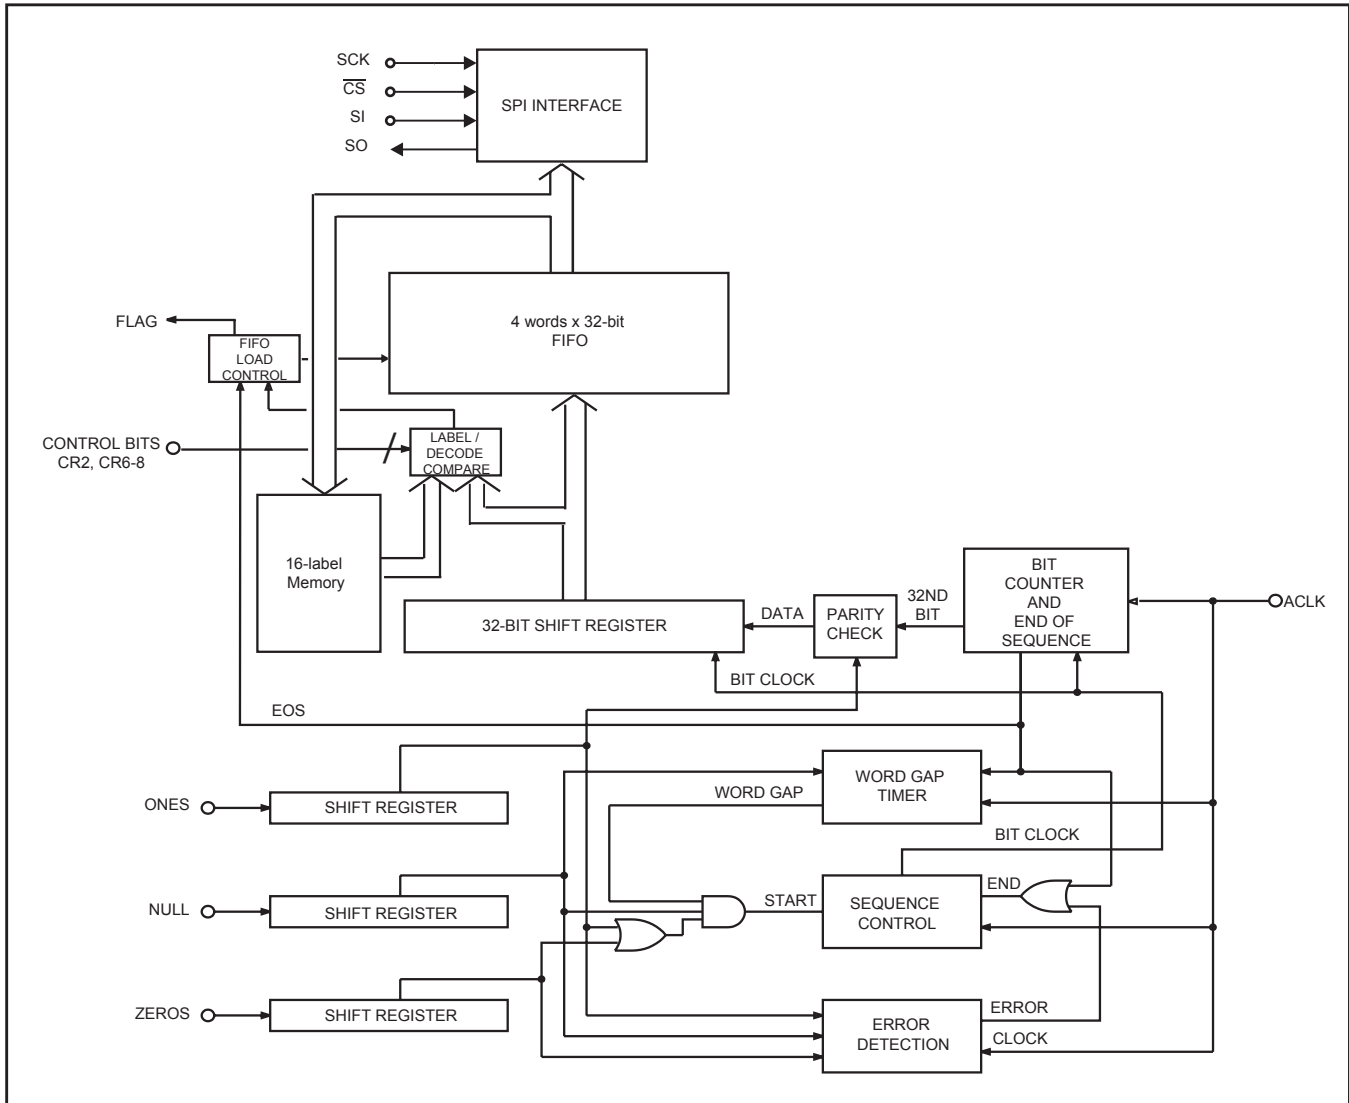 SCK
CS
SI
SO
SPI INTERFACE
4 words x 32-bit
FIFO
FLAG
FIFO
LOAD
CONTROL
CONTROL BITS
CR2, CR6-8
LABEL /
DECODE
COMPARE
16-label
Memory
32-BIT SHIFT REGISTER
DATA
PARITY
CHECK
32ND
BIT
BIT
COUNTER
AND
END OF
SEQUENCE
ACLK
BIT CLOCK
EOS
ONES
SHIFT REGISTER
WORD GAP
WORD GAP
TIMER
BIT CLOCK
NULL
SHIFT REGISTER
START
SEQUENCE
CONTROL
END
ZEROS
SHIFT REGISTER
ERROR
DETECTION
ERROR
CLOCK